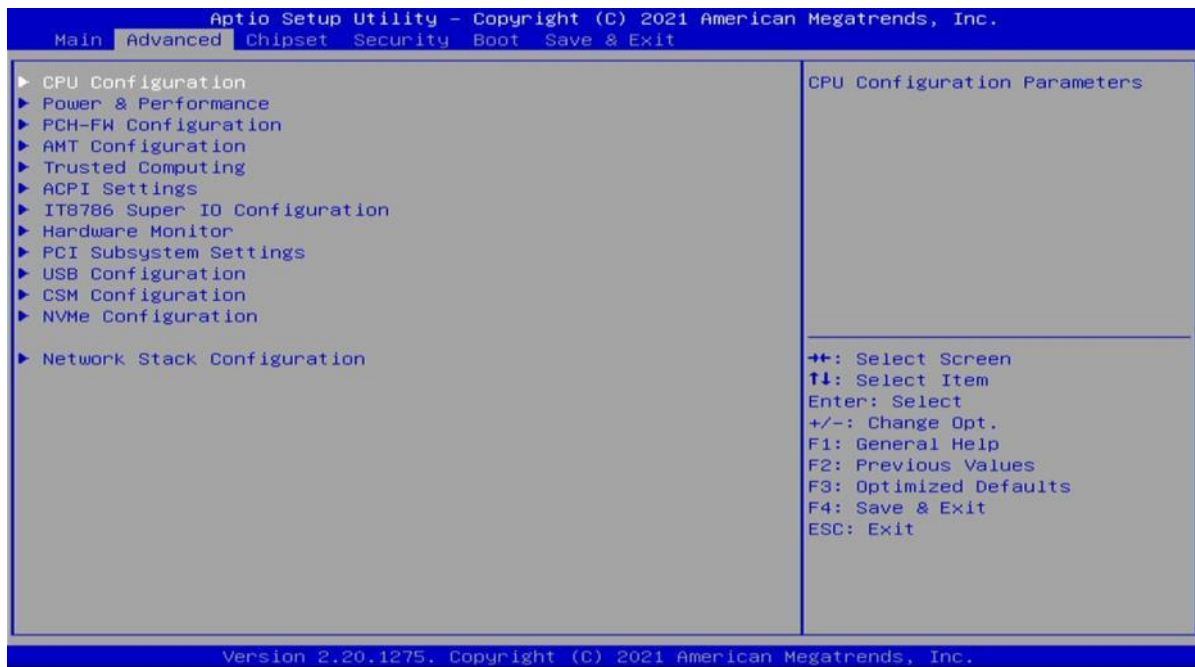 Aptio Setup Utility – Copyright (C) 2021 American Megatrends, Inc.
Main Advanced Chipset Security Boot Save & Exit
► CPU Configuration
► Power & Performance
► PCH-FW Configuration
► AMT Configuration
► Trusted Computing
► ACPI Settings
► IT8786 Super IO Configuration
► Hardware Monitor
► PCI Subsystem Settings
► USB Configuration
► CSM Configuration
► NVMe Configuration
► Network Stack Configuration
CPU Configuration Parameters
→←: Select Screen
↑↓: Select Item
Enter: Select
+/-: Change Opt.
F1: General Help
F2: Previous Values
F3: Optimized Defaults
F4: Save & Exit
ESC: Exit
Version 2.20.1275. Copyright (C) 2021 American Megatrends, Inc.